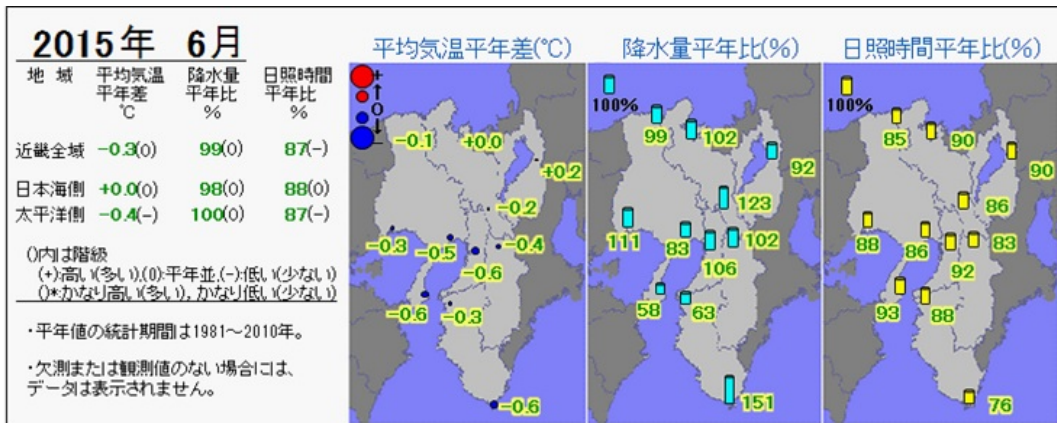 2015年 6月
地 域 平均気温 降水量 日照時間
平年差 平年比 平年比
℃ % %
近畿全域 -0.3(0) 99(0) 87(-)
日本海側 +0.0(0) 98(0) 88(0)
太平洋側 -0.4(-) 100(0) 87(-)
()内は階級
(+):高い(多い),(0):平年並,(-):低い(少ない)
()*:かなり高い(多い), かなり低い(少ない)
・平年値の統計期間は1981～2010年。
・欠測または観測値のない場合には、
データは表示されません。
平均気温平年差(℃)
+
↑
0
↓
-
-0.1
+0.0
+0.2
-0.2
-0.3
-0.5
-0.4
-0.6
-0.6
-0.3
-0.6
降水量平年比(%)
100%
99
102
92
123
111
83
102
106
58
63
151
日照時間平年比(%)
100%
85
90
90
86
88
86
83
92
93
88
76